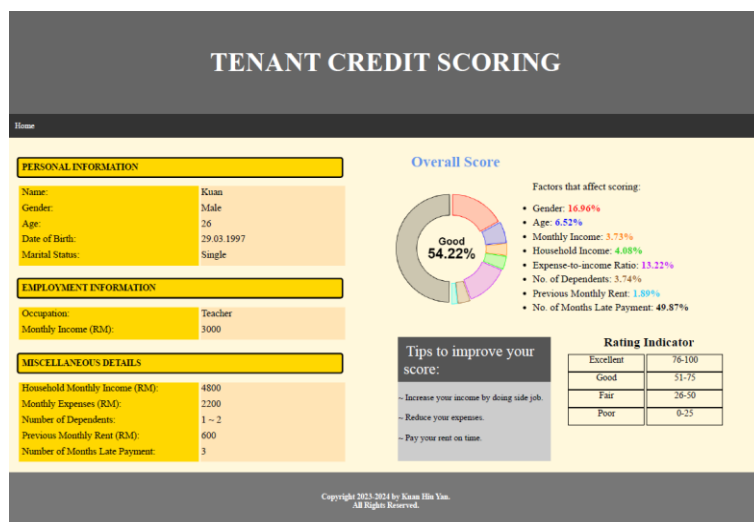 TENANT CREDIT SCORING
Home
PERSONAL INFORMATION
Name: Kuan
Gender: Male
Age: 26
Date of Birth: 29.03.1997
Marital Status: Single
EMPLOYMENT INFORMATION
Occupation: Teacher
Monthly Income (RM): 3000
MISCELLANEOUS DETAILS
Household Monthly Income (RM): 4800
Monthly Expenses (RM): 2200
Number of Dependents: 1 ~ 2
Previous Monthly Rent (RM): 600
Number of Months Late Payment: 3
Overall Score
Good
54.22%
Factors that affect scoring:
• Gender: 16.96%
• Age: 6.52%
• Monthly Income: 3.73%
• Household Income: 4.08%
• Expense-to-income Ratio: 13.22%
• No. of Dependents: 3.74%
• Previous Monthly Rent: 1.89%
• No. of Months Late Payment: 49.87%
Tips to improve your
score:
~ Increase your income by doing side job.
~ Reduce your expenses.
~ Pay your rent on time.
Rating Indicator
Excellent 76-100
Good 51-75
Fair 26-50
Poor 0-25
Copyright 2023-2024 by Kuan Hin Yan.
All Rights Reserved.